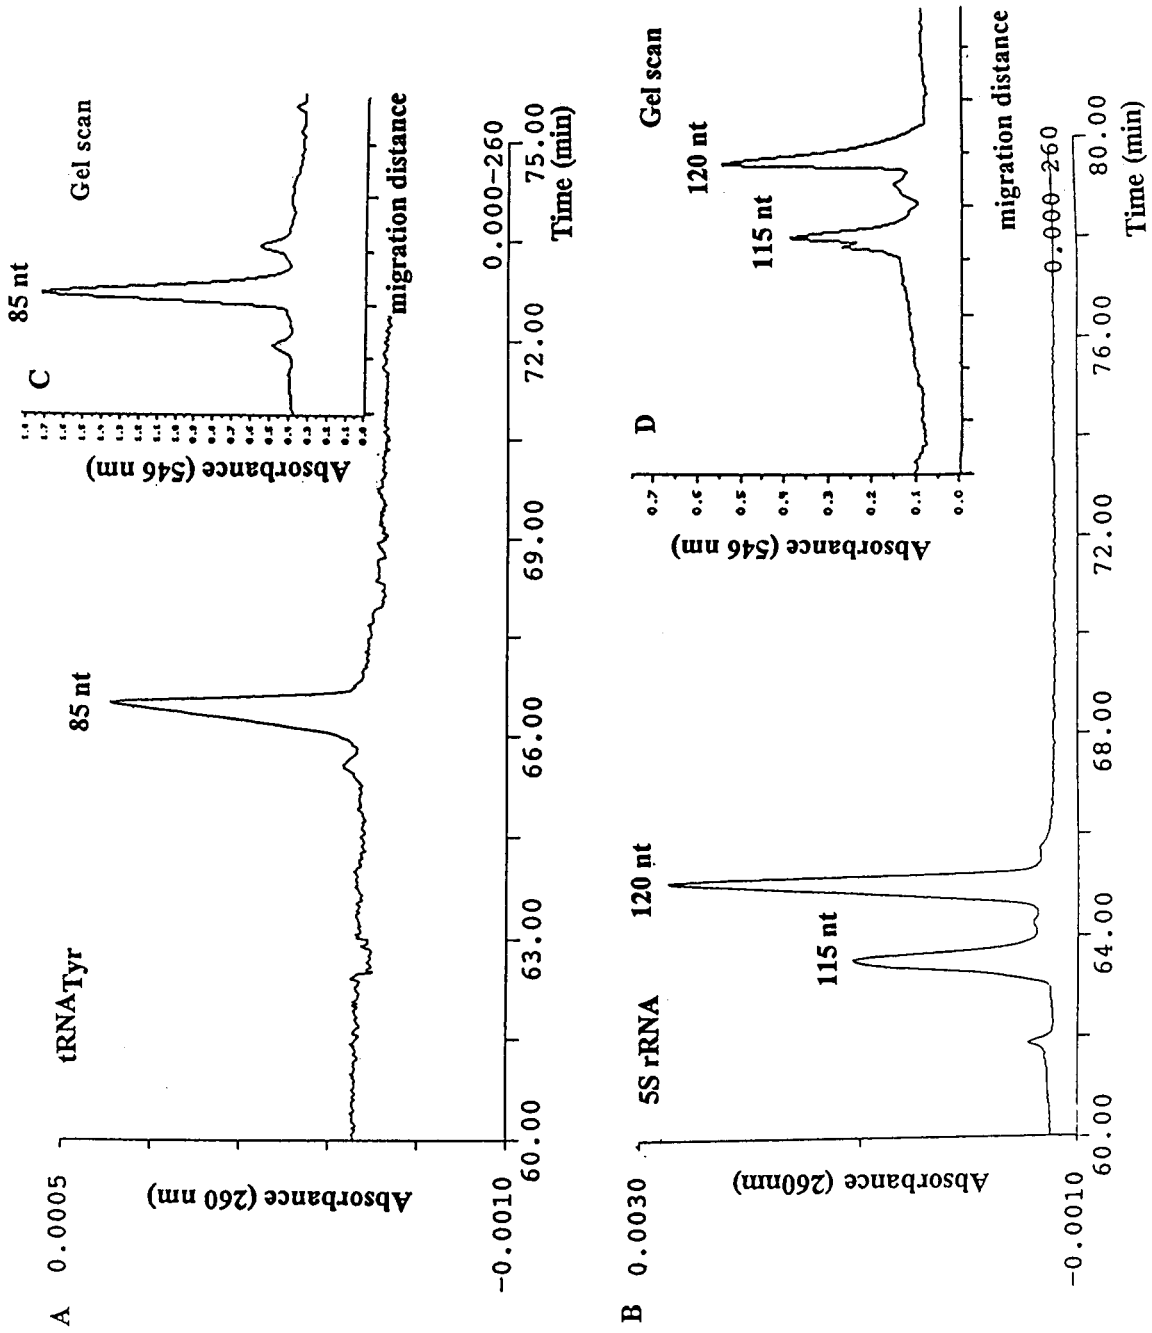 A
0.0005
tRNATyr
Absorbance (260 nm)
-0.0010
85 nt
60.00 63.00 66.00 69.00 72.00 75.00
0.000-260
Time (min)
C
85 nt
Gel scan
Absorbance (546 nm)
migration distance
B
0.0030
5S rRNA
Absorbance (260nm)
-0.0010
115 nt
120 nt
60.00 64.00 68.00 72.00 76.00 80.00
0.000-260
Time (min)
D
Gel scan
115 nt
120 nt
0.7
0.6
0.5
0.4
0.3
0.2
0.1
0.0
Absorbance (546 nm)
migration distance